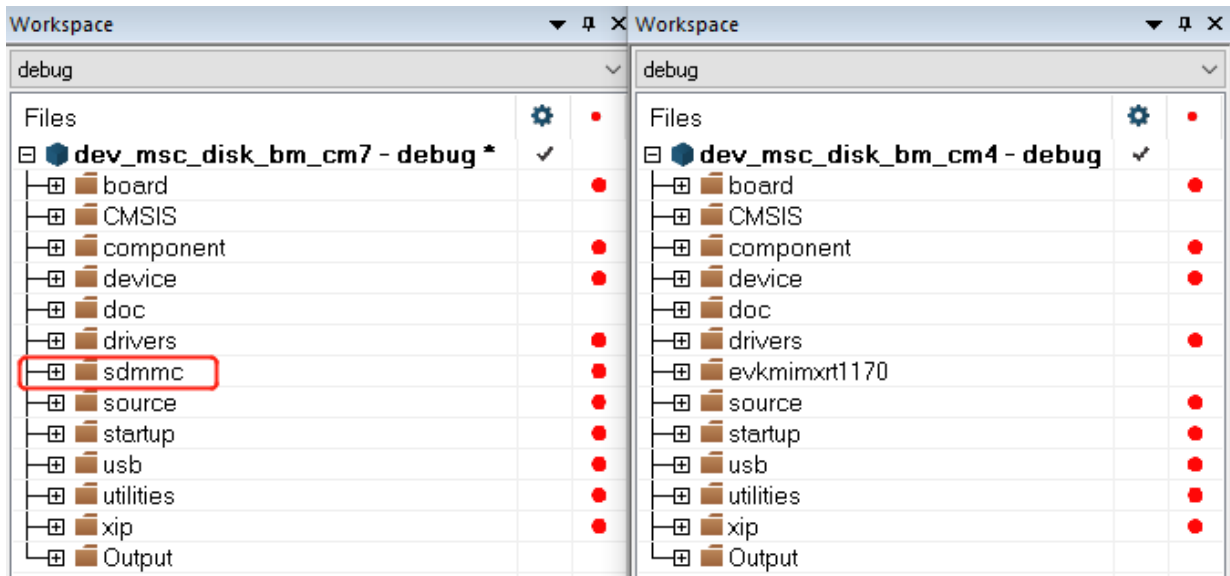 Workspace
debug
Files
dev_msc_disk_bm_cm7 - debug *
board
CMSIS
component
device
doc
drivers
sdmmc
source
startup
usb
utilities
xip
Output
Workspace
debug
Files
dev_msc_disk_bm_cm4 - debug
board
CMSIS
component
device
doc
drivers
evkmimxrt1170
source
startup
usb
utilities
xip
Output